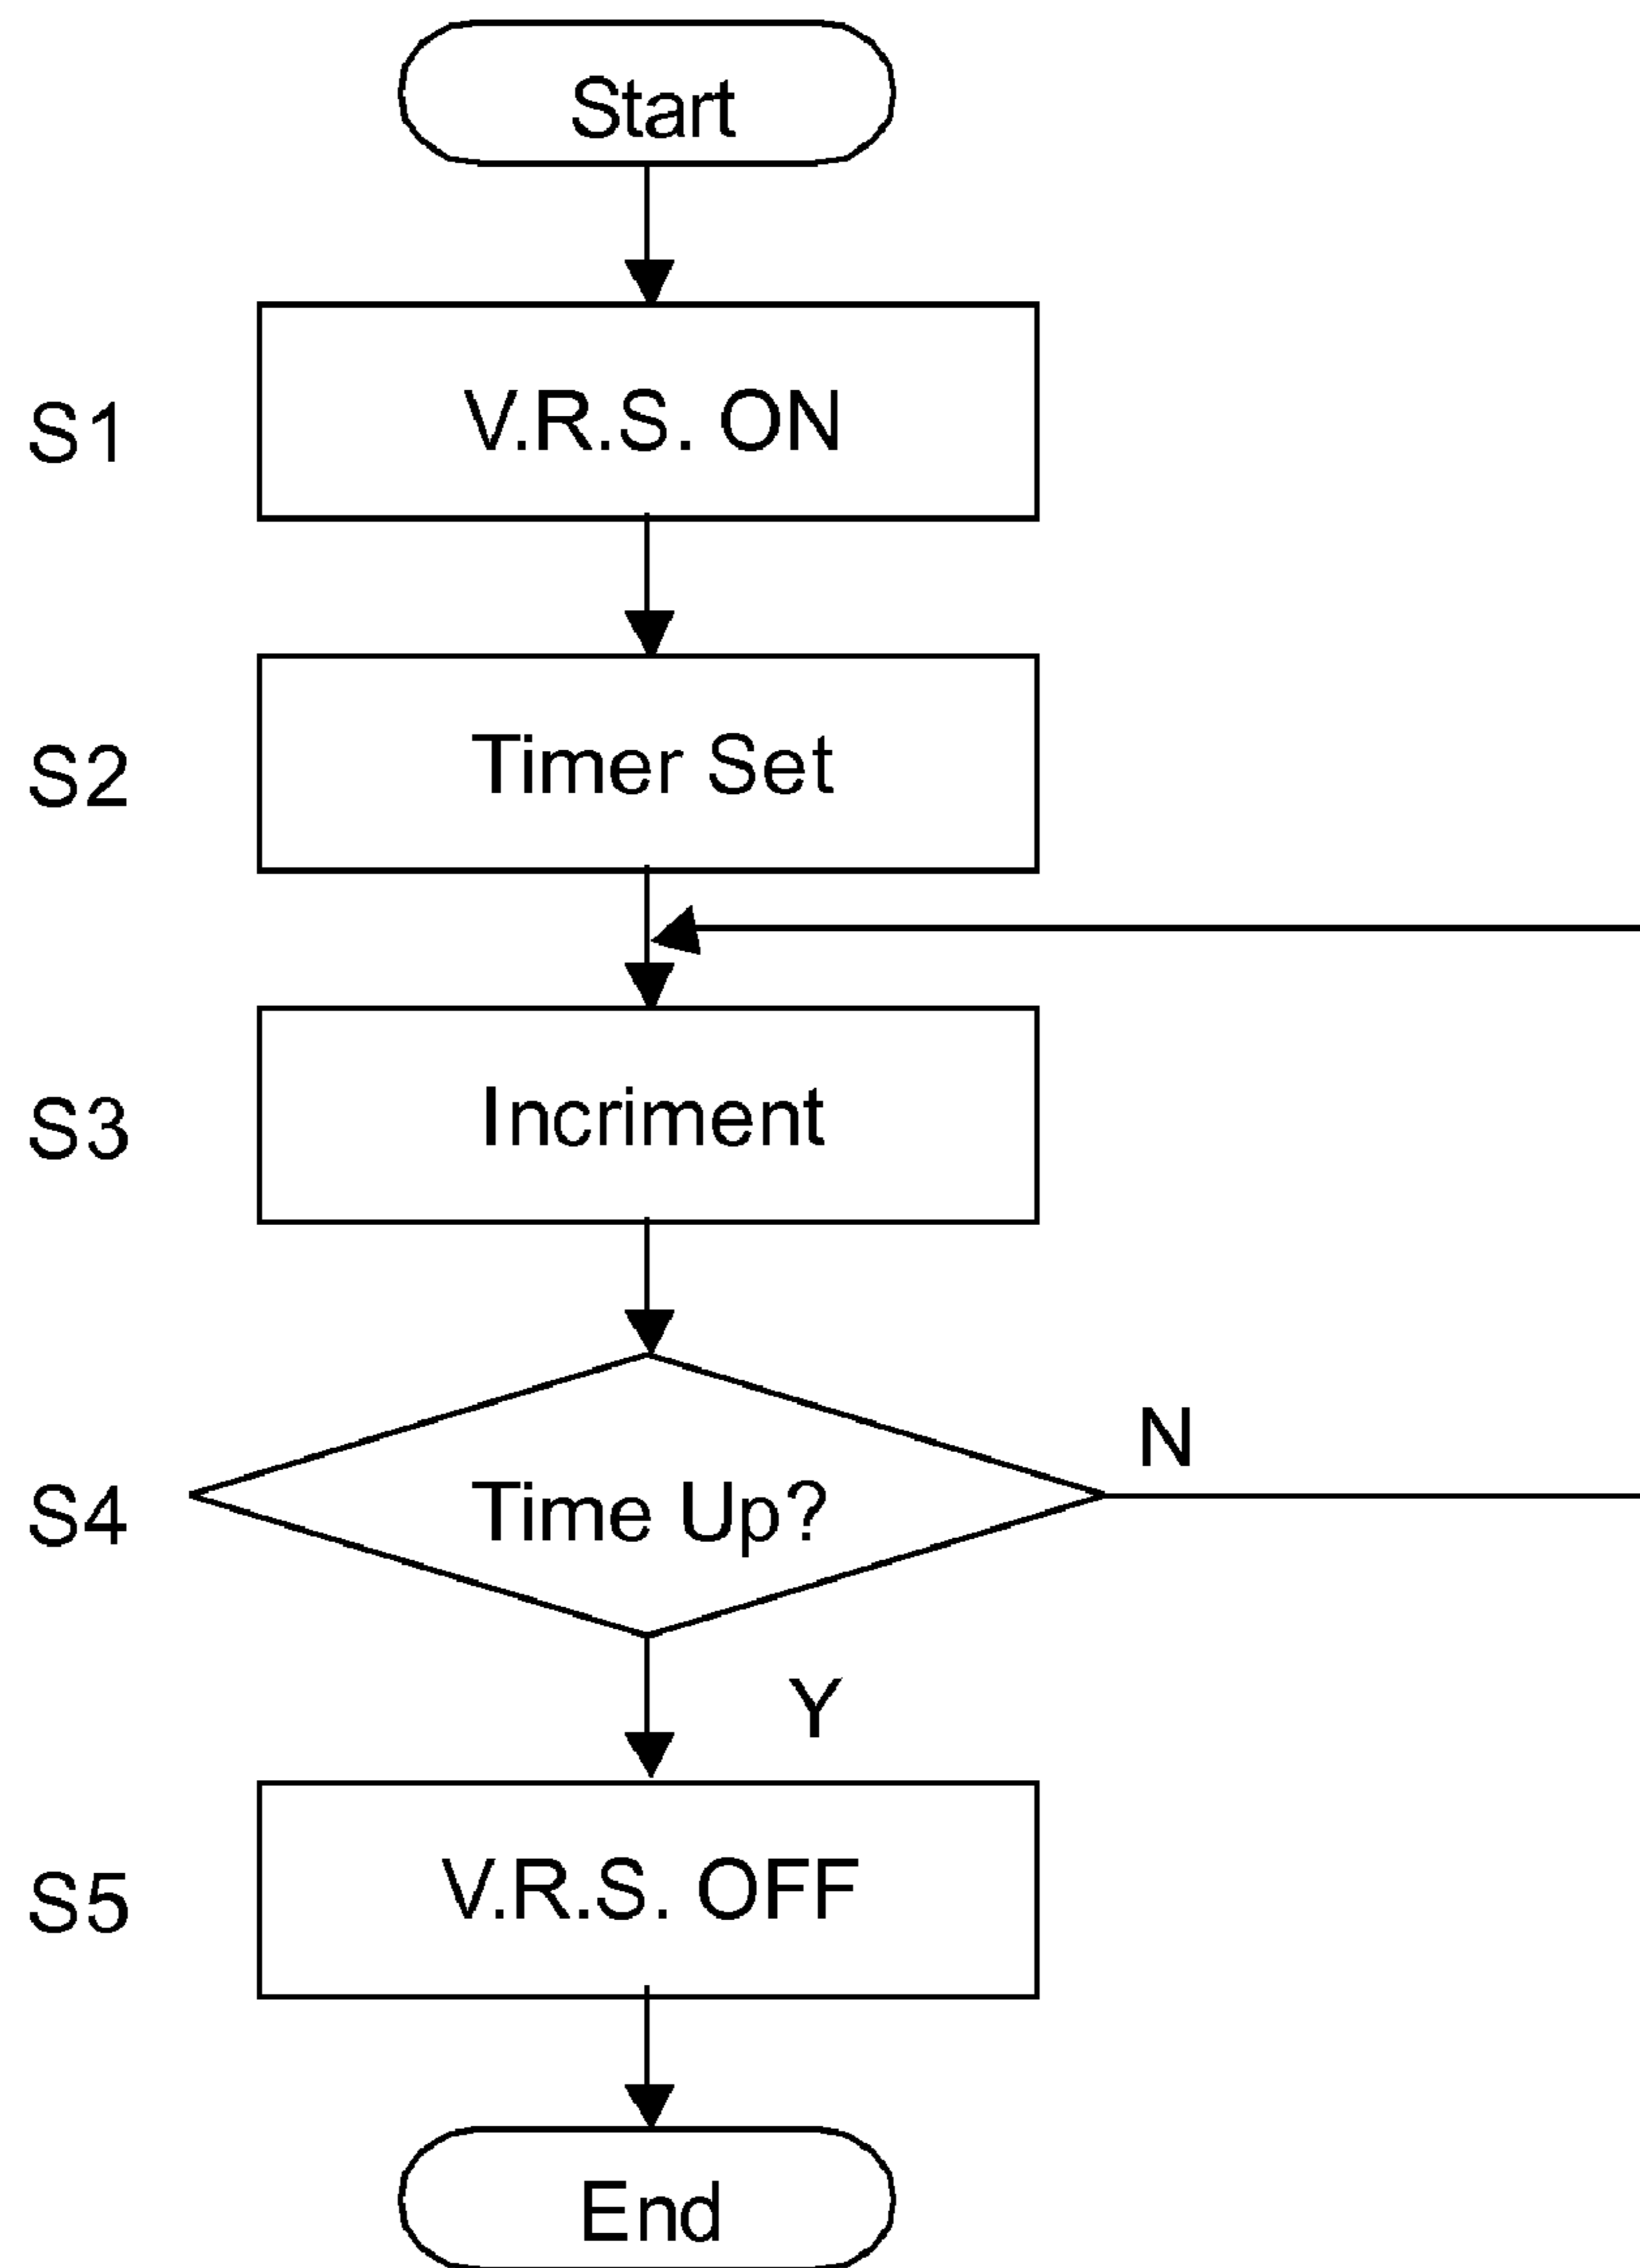 Start
S1
V.R.S. ON
S2
Timer Set
S3
Incriment
S4
Time Up?
N
Y
S5
V.R.S. OFF
End